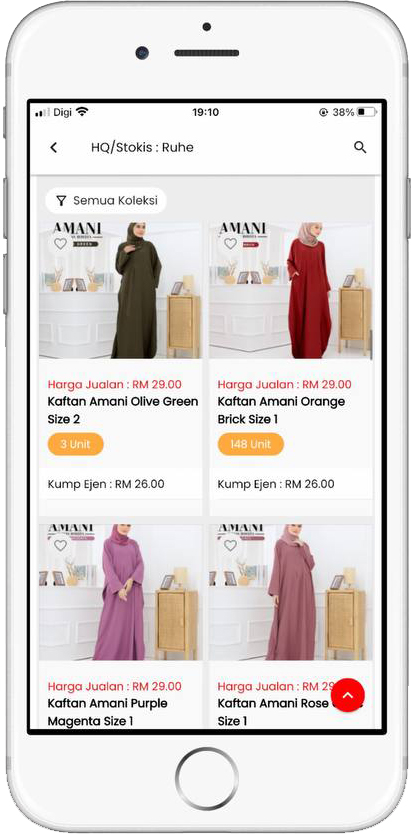 Digi
19:10
38%
HQ/Stokis : Ruhe
Semua Koleksi
AMANI
GREEN
AMANI
Harga Jualan : RM 29.00
Kaftan Amani Olive Green
Size 2
3 Unit
Kump Ejen : RM 26.00
Harga Jualan : RM 29.00
Kaftan Amani Orange
Brick Size 1
148 Unit
Kump Ejen : RM 26.00
AMANI
AMANI
Harga Jualan : RM 29.00
Kaftan Amani Purple
Magenta Size 1
Harga Jualan : RM 29
Kaftan Amani Rose
Size 1